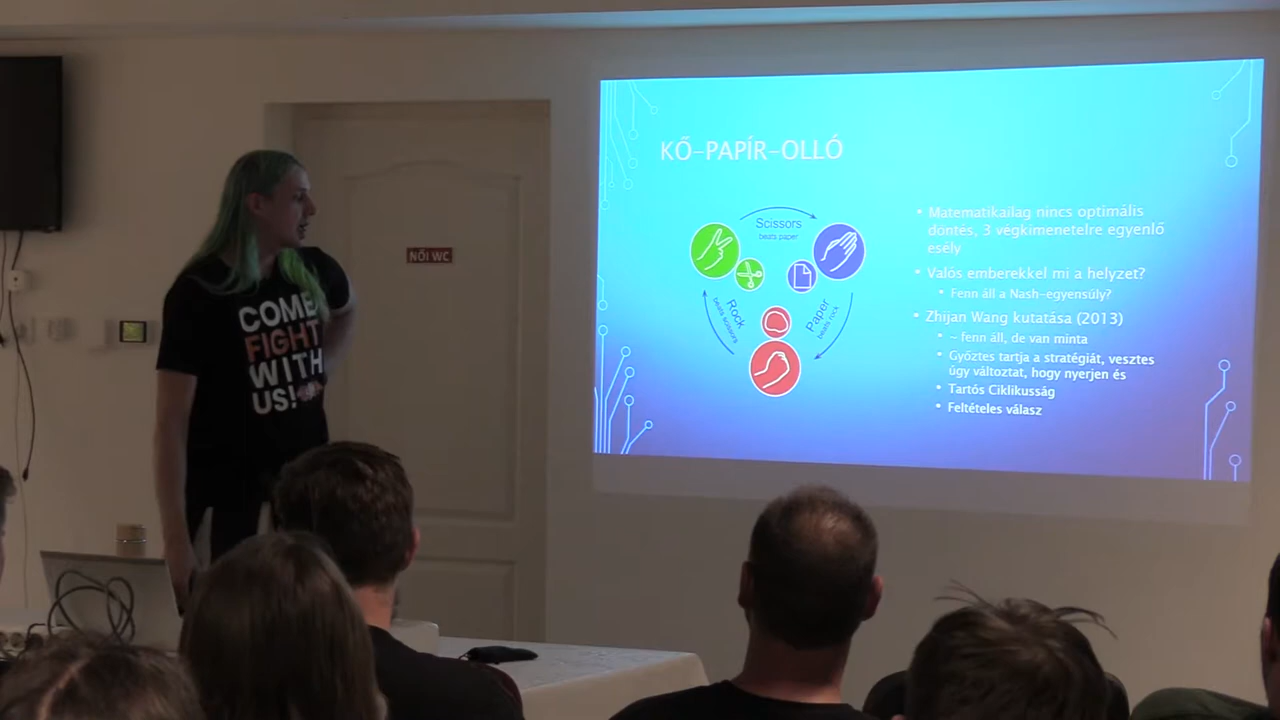 KŐ-PAPÍR-OLLÓ
Scissors
beats paper
Rock
beats scissors
Paper
beats rock
• Matematikailag nincs optimális
döntés, 3 végkimenetelre egyenlő
esély
• Valós emberekkel mi a helyzet?
• Fenn áll a Nash-egyensúly?
• Zhijan Wang kutatása (2013)
• ~ fenn áll, de van minta
• Győztes tartja a stratégiát, vesztes
úgy változtat, hogy nyerjen és
• Tartós Ciklikusság
• Feltételes válasz
NŐI WC
COME
FIGHT
WITH
US!